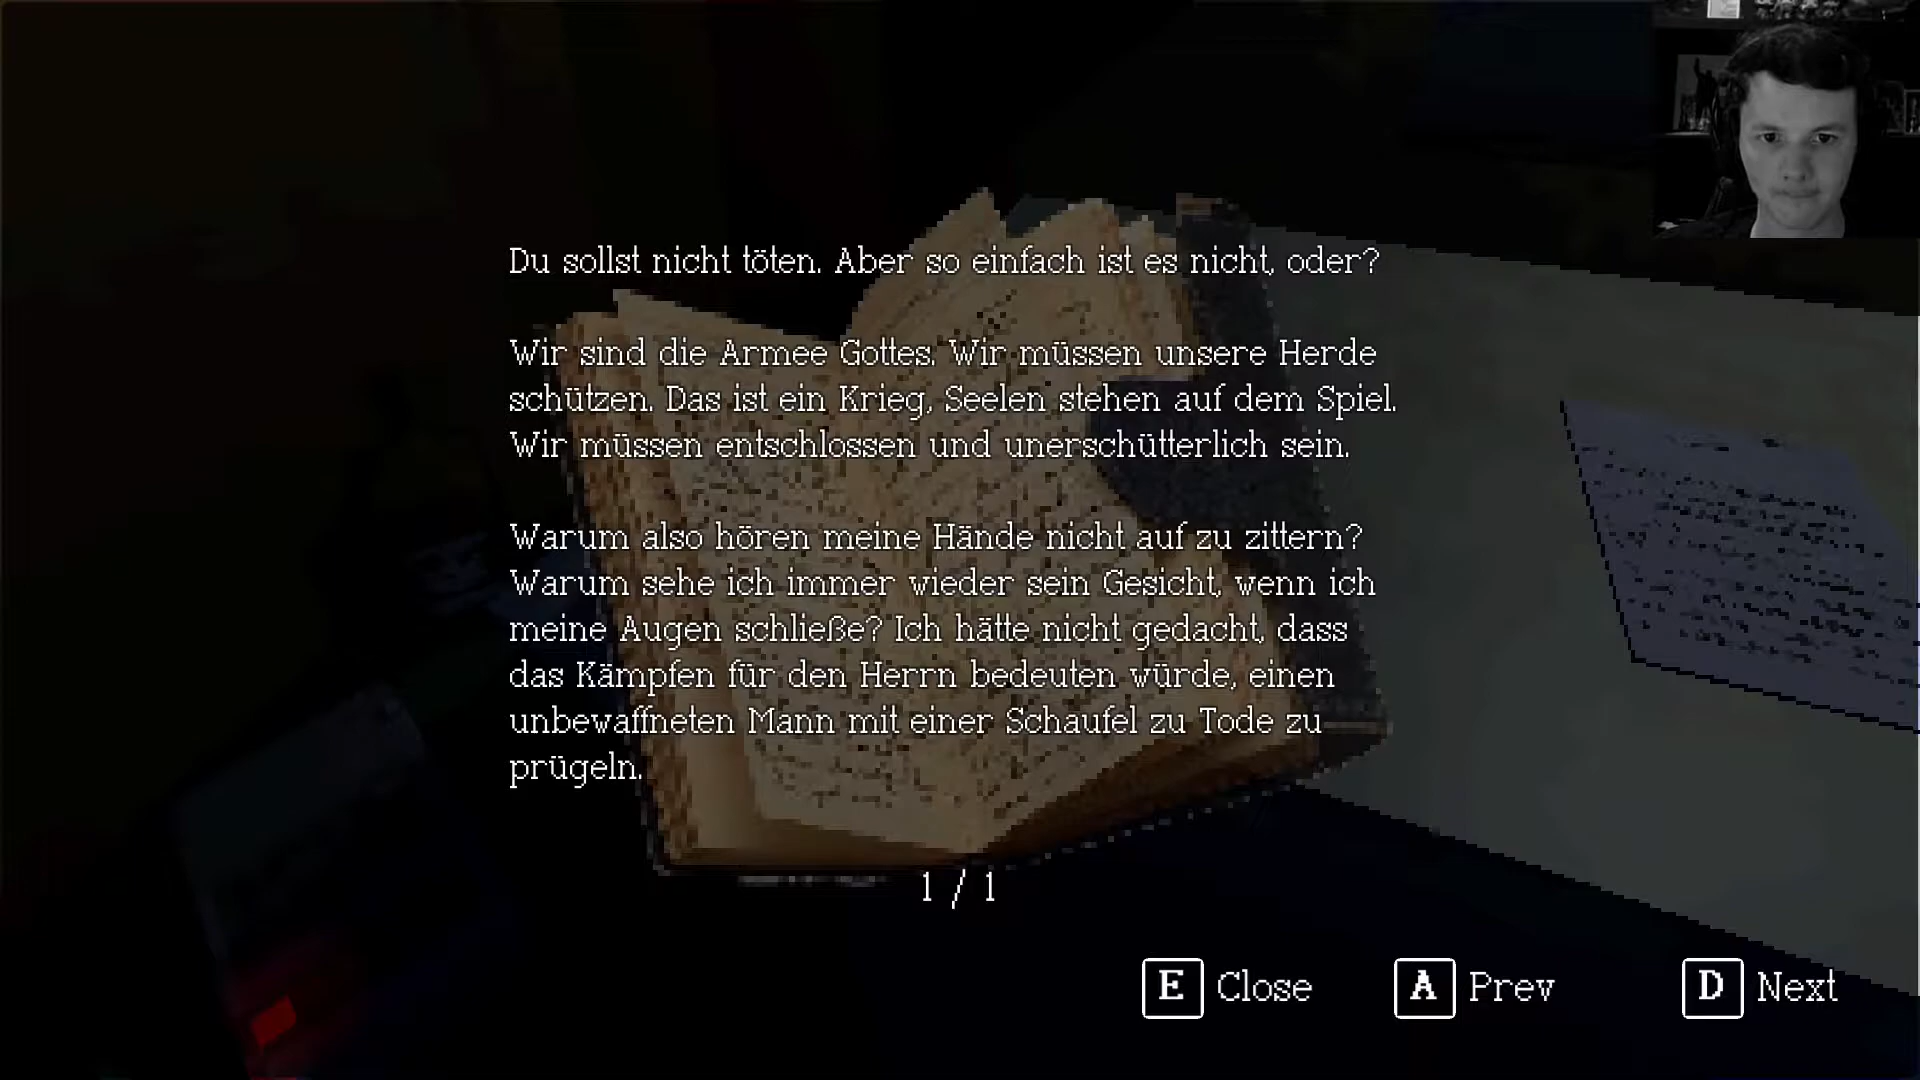 Du sollst nicht töten. Aber so einfach ist es nicht, oder?
Wir sind die Armee Gottes. Wir müssen unsere Herde
schützen. Das ist ein Krieg, Seelen stehen auf dem Spiel.
Wir müssen entschlossen und unerschütterlich sein.
Warum also hören meine Hände nicht auf zu zittern?
Warum sehe ich immer wieder sein Gesicht, wenn ich
meine Augen schließe? Ich hätte nicht gedacht, dass
das Kämpfen für den Herrn bedeuten würde, einen
unbewaffneten Mann mit einer Schaufel zu Tode zu
prügeln.
1 / 1
E Close A Prev D Next